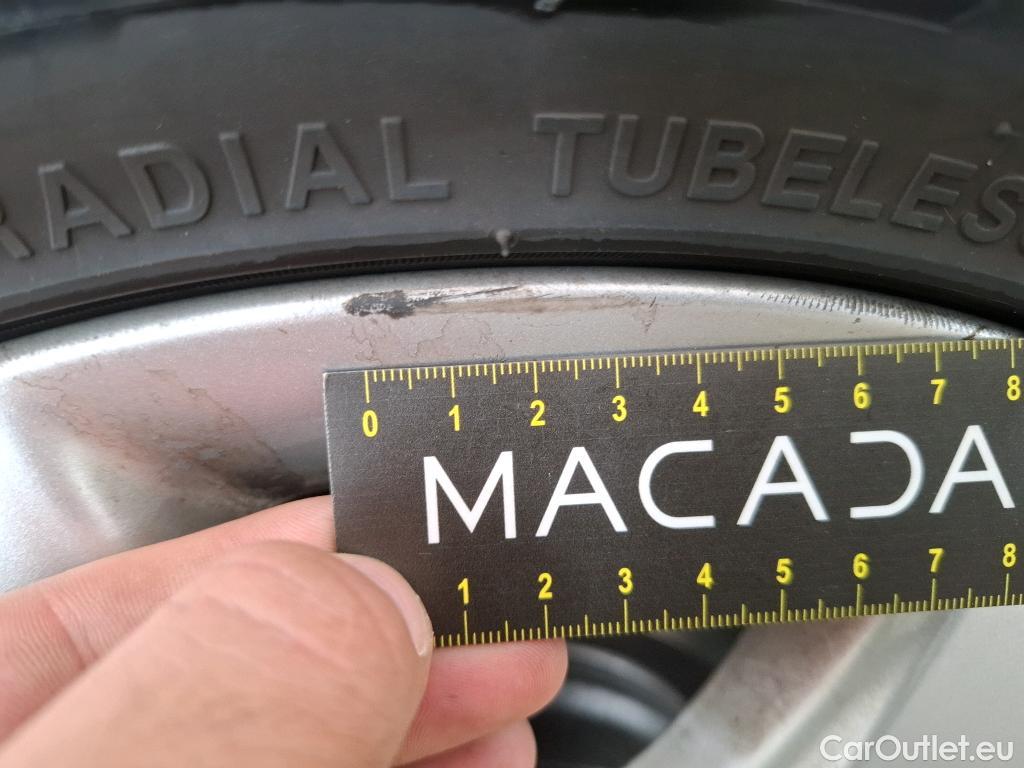 RADIAL TUBELESS
0 1 2 3 4 5 6 7 8
MACADA
1 2 3 4 5 6 7 8
CarOutlet.eu